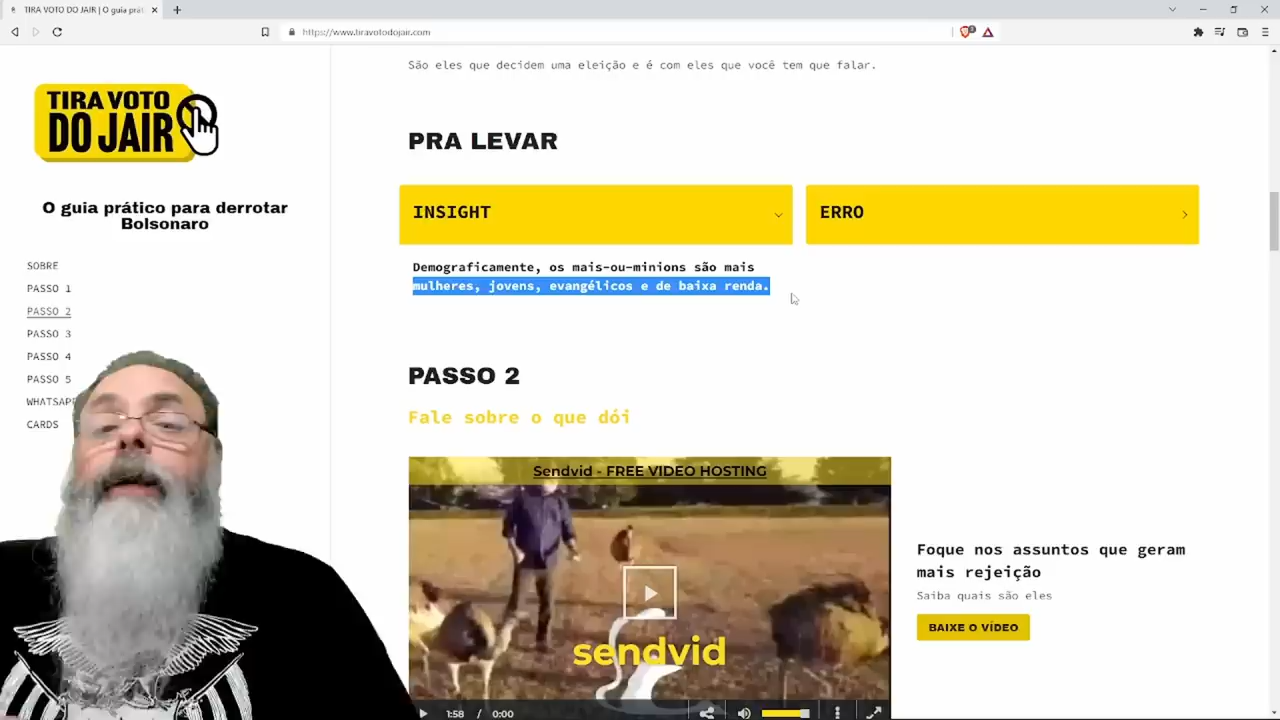 TIRA VOTO DO JAIR | O guia prát
https://www.tiravotodojair.com
São eles que decidem uma eleição e é com eles que você tem que falar.
TIRA VOTO
DO JAIR
O guia prático para derrotar
Bolsonaro
SOBRE
PASSO 1
PASSO 2
PASSO 3
PASSO 4
PASSO 5
WHATSAPP
CARDS
PRA LEVAR
INSIGHT
ERRO
Demograficamente, os mais-ou-minions são mais
mulheres, jovens, evangélicos e de baixa renda.
PASSO 2
Fale sobre o que dói
Sendvid - FREE VIDEO HOSTING
sendvid
1:58 / 0:00
Foque nos assuntos que geram
mais rejeição
Saiba quais são eles
BAIXE O VÍDEO